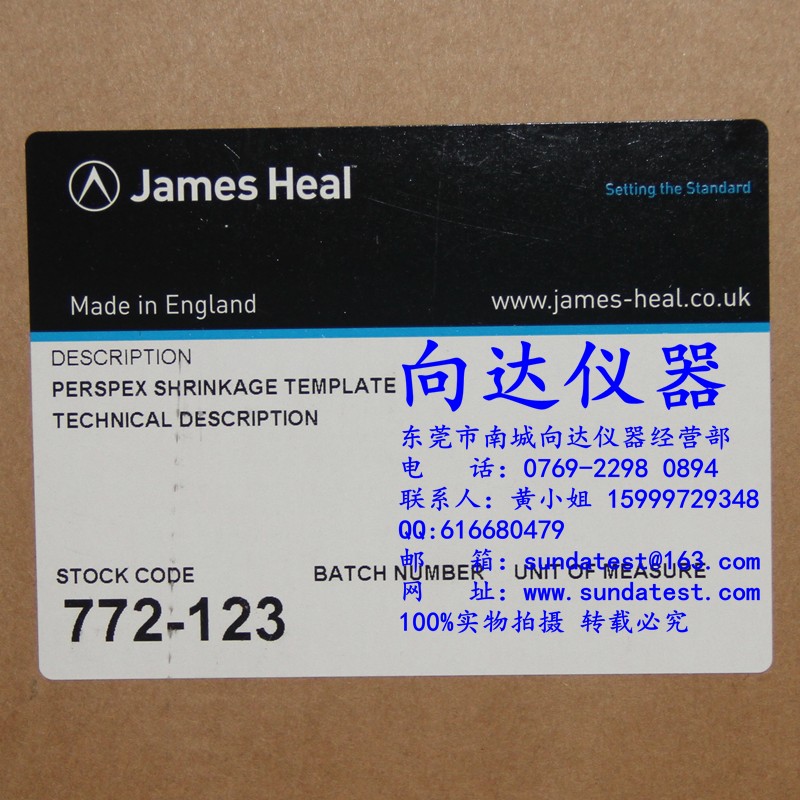 James Heal™
Setting the Standard
Made in England
www.james-heal.co.uk
DESCRIPTION
PERSPEX SHRINKAGE TEMPLATE
TECHNICAL DESCRIPTION
向达仪器
东莞市南城向达仪器经营部
电 话: 0769-2298 0894
联系人: 黄小姐 15999729348
QQ:616680479
邮 箱: sundatest@163.com
网 址: www.sundatest.com
100%实物拍摄 转载必究
STOCK CODE
BATCH NUMBER
UNIT OF MEASURE
772-123